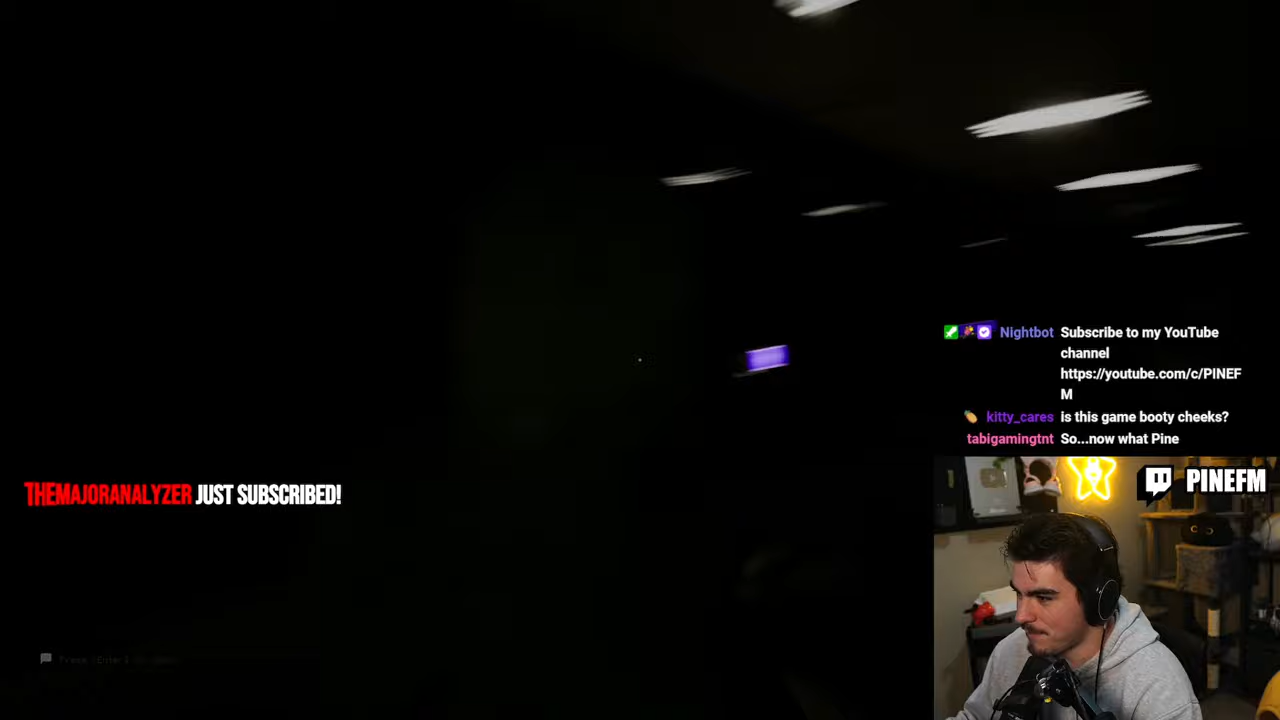 Nightbot Subscribe to my YouTube
channel
https://youtube.com/c/PINEF
M
kitty_cares is this game booty cheeks?
tabigamingtnt So...now what Pine
PINEFM
THEMAJORANALYZER JUST SUBSCRIBED!